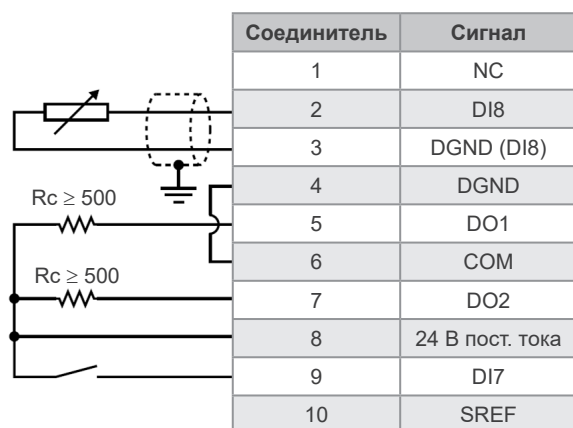 Соединитель Сигнал
1 NC
2 DI8
3 DGND (DI8)
4 DGND
Rc ≥ 500
5 DO1
6 COM
Rc ≥ 500
7 DO2
8 24 В пост. тока
9 DI7
10 SREF